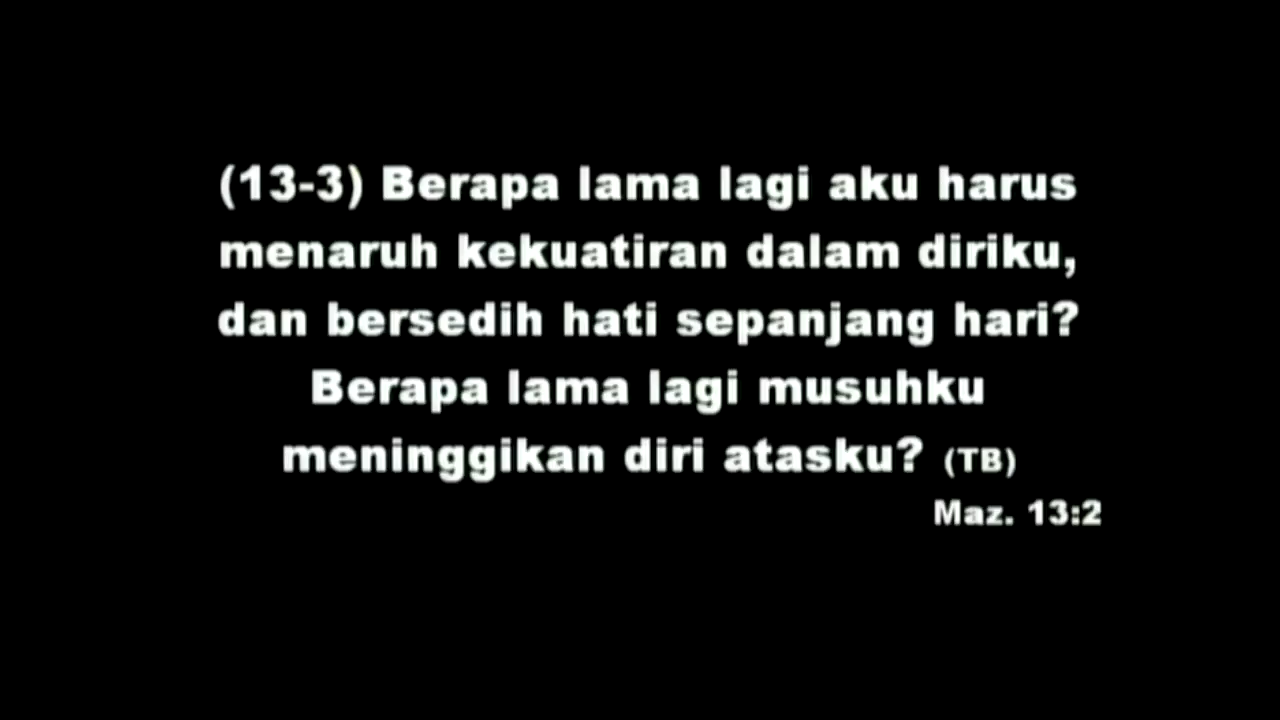 (13-3) Berapa lama lagi aku harus
menaruh kekuatiran dalam diriku,
dan bersedih hati sepanjang hari?
Berapa lama lagi musuhku
meninggikan diri atasku? (TB)
Maz. 13:2